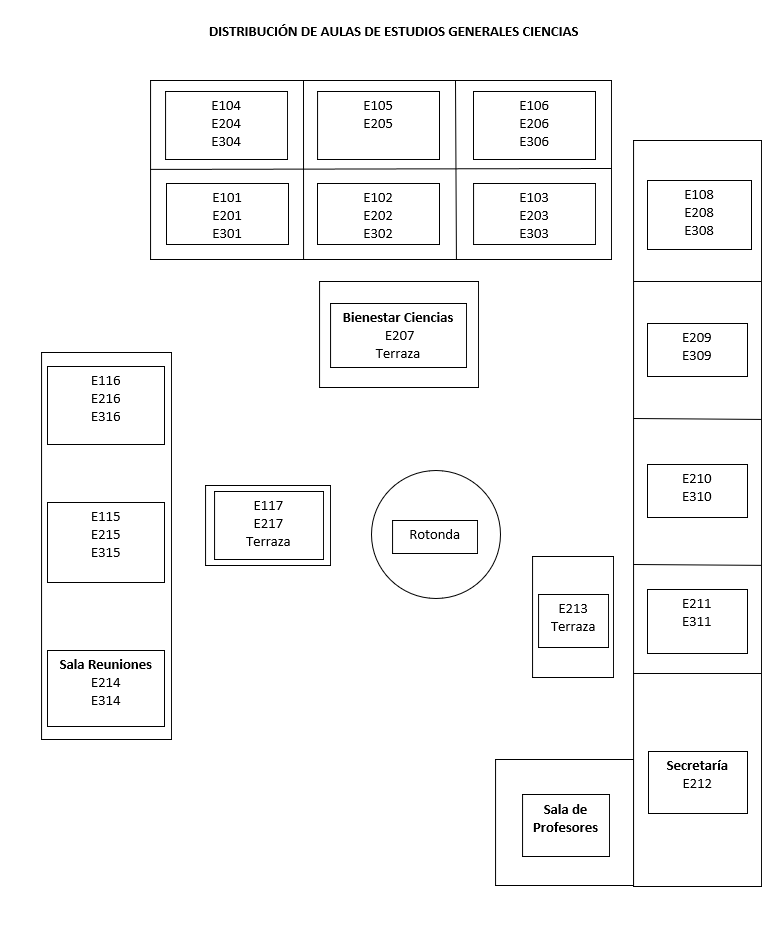 DISTRIBUCIÓN DE AULAS DE ESTUDIOS GENERALES CIENCIAS
E104
E204
E304
E105
E205
E106
E206
E306
E101
E201
E301
E102
E202
E302
E103
E203
E303
E108
E208
E308
Bienestar Ciencias
E207
Terraza
E209
E309
E116
E216
E316
E210
E310
E115
E215
E315
E117
E217
Terraza
Rotonda
E213
Terraza
E211
E311
Sala Reuniones
E214
E314
Secretaría
E212
Sala de
Profesores